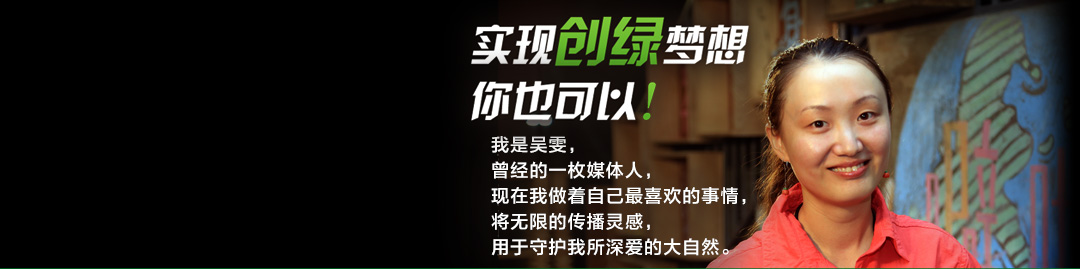 实现创绿梦想
你也可以！
我是吴雯，
曾经的一枚媒体人，
现在我做着自己最喜欢的事情，
将无限的传播灵感，
用于守护我所深爱的大自然。